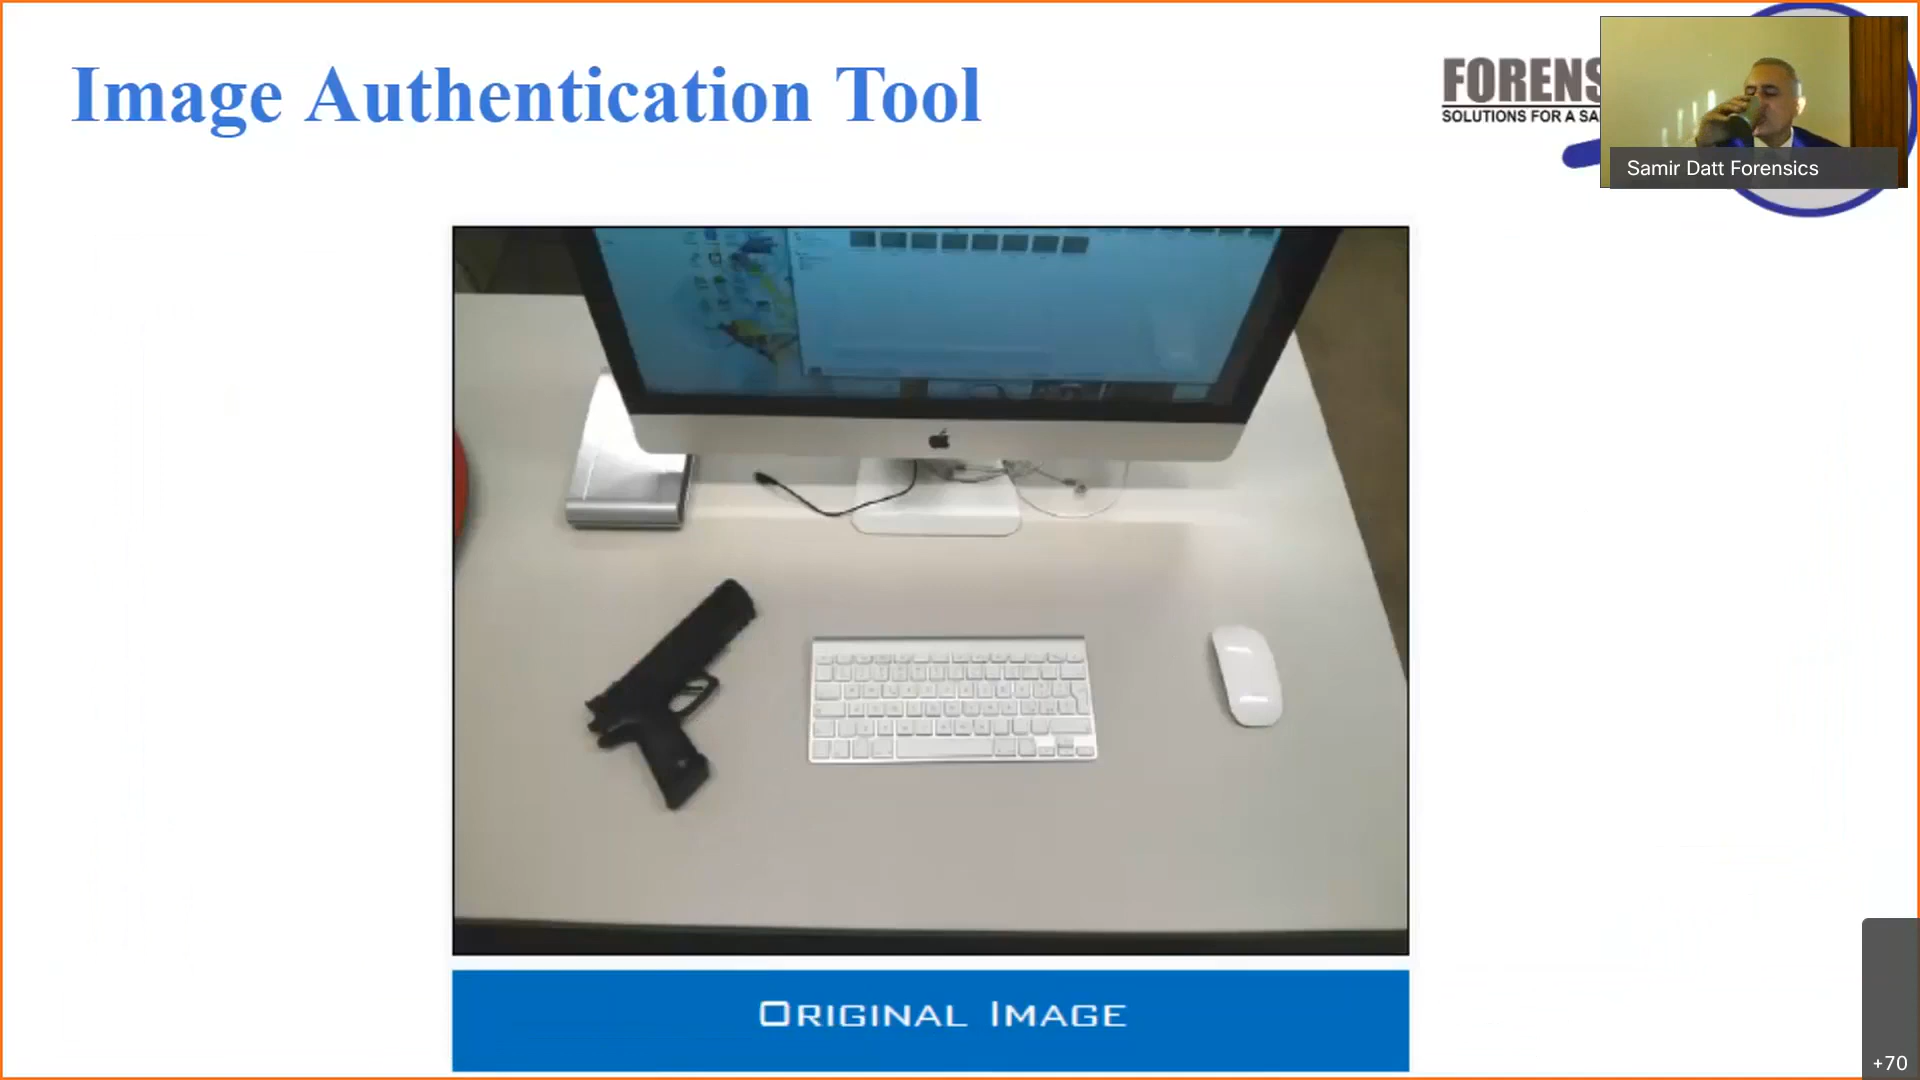 Image Authentication Tool
FORENS
SOLUTIONS FOR A SA
Samir Datt Forensics
ORIGINAL IMAGE
+70